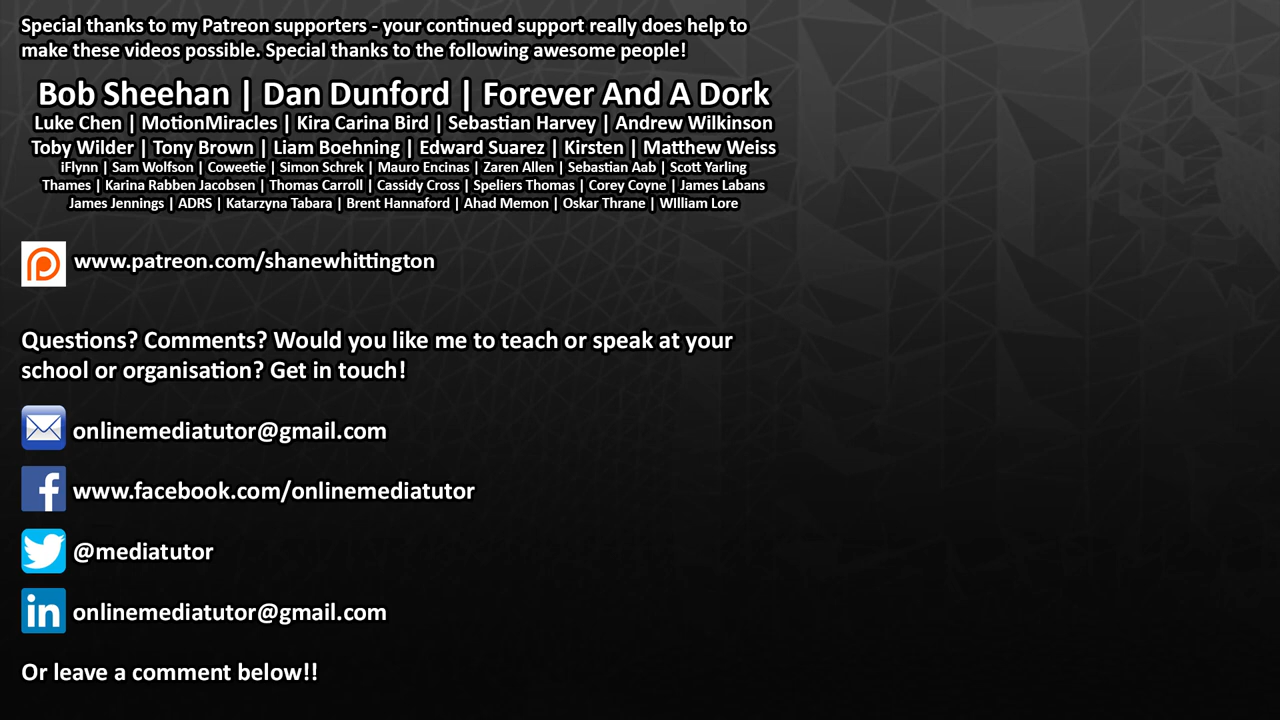 Special thanks to my Patreon supporters - your continued support really does help to
make these videos possible. Special thanks to the following awesome people!
Bob Sheehan | Dan Dunford | Forever And A Dork
Luke Chen | MotionMiracles | Kira Carina Bird | Sebastian Harvey | Andrew Wilkinson
Toby Wilder | Tony Brown | Liam Boehning | Edward Suarez | Kirsten | Matthew Weiss
iFlynn | Sam Wolfson | Coweetie | Simon Schrek | Mauro Encinas | Zaren Allen | Sebastian Aab | Scott Yarling
Thames | Karina Rabben Jacobsen | Thomas Carroll | Cassidy Cross | Speliers Thomas | Corey Coyne | James Labans
James Jennings | ADRS | Katarzyna Tabara | Brent Hannaford | Ahad Memon | Oskar Thrane | WIlliam Lore
www.patreon.com/shanewhittington
Questions? Comments? Would you like me to teach or speak at your
school or organisation? Get in touch!
onlinemediatutor@gmail.com
www.facebook.com/onlinemediatutor
@mediatutor
in onlinemediatutor@gmail.com
Or leave a comment below!!